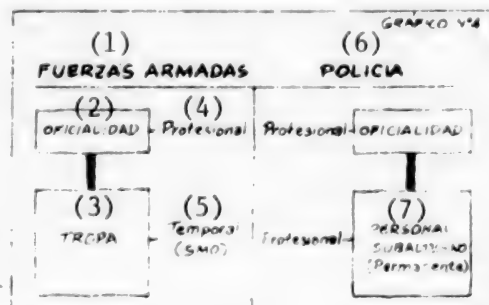 GRAFICO Nº4
(1) (6)
FUERZAS ARMADAS POLICIA
(2) (4)
OFICIALIDAD Profesional Profesional OFICIALIDAD
(3) (5) (7)
TROPA Temporal (SMO) Profesional PERSONAL SUBALTERNO (Permanente)